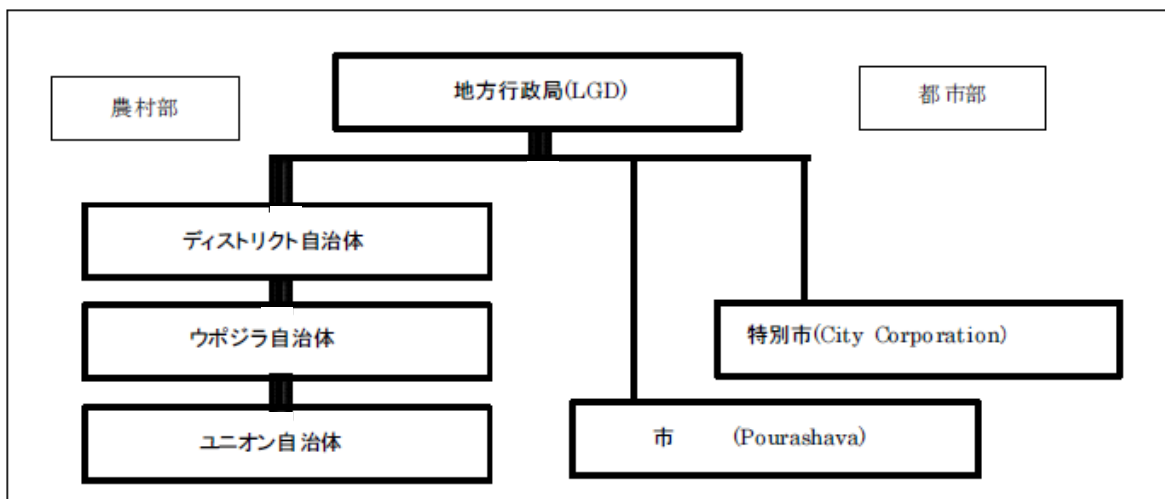 地方行政局(LGD)
農村部
都市部
ディストリクト自治体
ウポジラ自治体
特別市(City Corporation)
ユニオン自治体
市 (Pourashava)